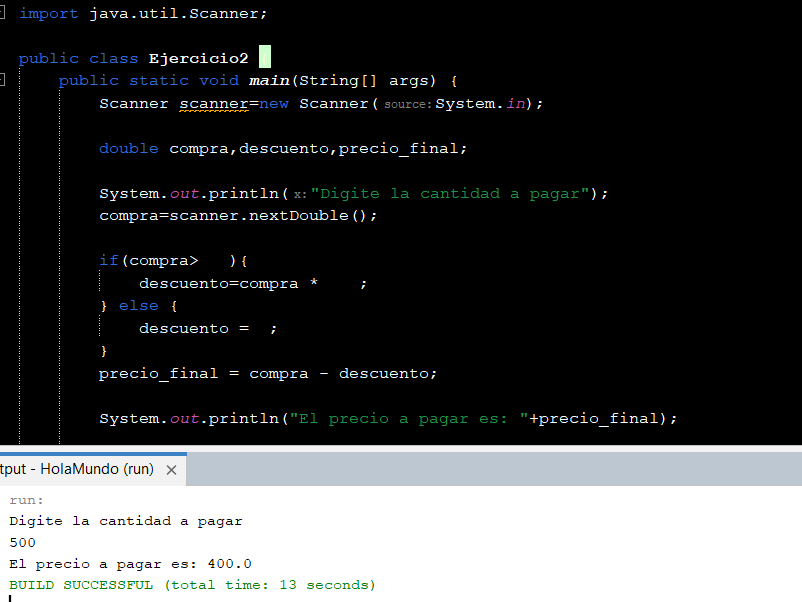 import java.util.Scanner;
public class Ejercicio2
public static void main(String[] args) {
Scanner scanner=new Scanner( source: System.in);
double compra,descuento,precio_final;
System.out.println( x: "Digite la cantidad a pagar");
compra=scanner.nextDouble();
if(compra>   ){
descuento=compra *    ;
} else {
descuento =  ;
}
precio_final = compra - descuento;
System.out.println("El precio a pagar es: "+precio_final);
tput - HolaMundo (run) ×
run:
Digite la cantidad a pagar
500
El precio a pagar es: 400.0
BUILD SUCCESSFUL (total time: 13 seconds)